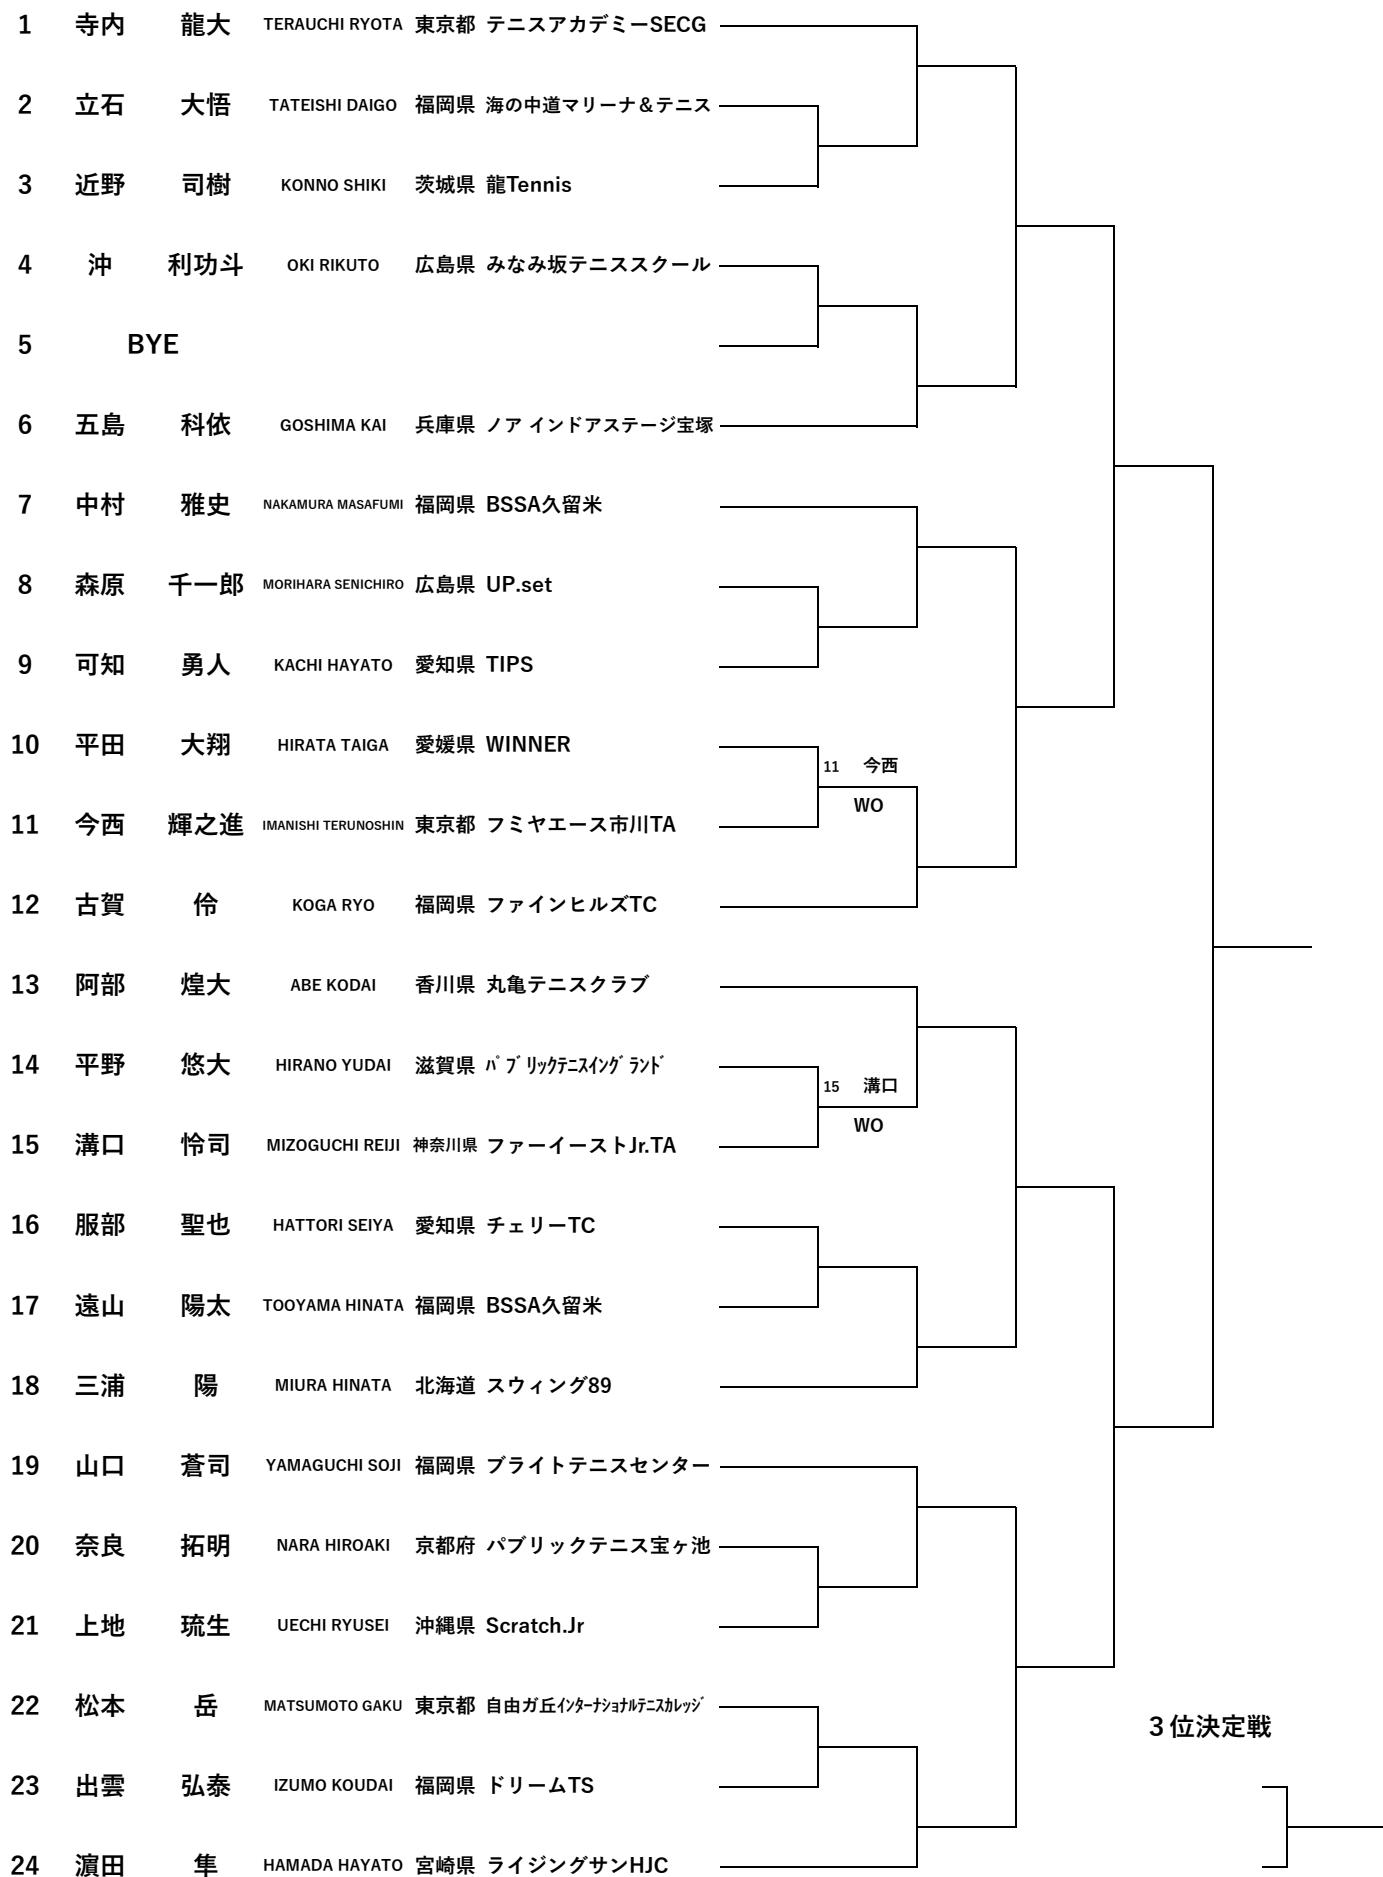 1 寺内 龍大 TERAUCHI RYOTA 東京都 テニスアカデミーSECG
2 立石 大悟 TATEISHI DAIGO 福岡県 海の中道マリーナ＆テニス
3 近野 司樹 KONNO SHIKI 茨城県 龍Tennis
4 沖 利功斗 OKI RIKUTO 広島県 みなみ坂テニススクール
5 BYE
6 五島 科依 GOSHIMA KAI 兵庫県 ノア インドアステージ宝塚
7 中村 雅史 NAKAMURA MASAFUMI 福岡県 BSSA久留米
8 森原 千一郎 MORIHARA SENICHIRO 広島県 UP.set
9 可知 勇人 KACHI HAYATO 愛知県 TIPS
10 平田 大翔 HIRATA TAIGA 愛媛県 WINNER
11 今西
WO
11 今西 輝之進 IMANISHI TERUNOSHIN 東京都 フミヤエース市川TA
12 古賀 伶 KOGA RYO 福岡県 ファインヒルズTC
13 阿部 煌大 ABE KODAI 香川県 丸亀テニスクラブ
14 平野 悠大 HIRANO YUDAI 滋賀県 ﾊﾟﾌﾞﾘｯｸﾃﾆｽｲﾝｸﾞﾗﾝﾄﾞ
15 溝口
WO
15 溝口 怜司 MIZOGUCHI REIJI 神奈川県 ファーイーストJr.TA
16 服部 聖也 HATTORI SEIYA 愛知県 チェリーTC
17 遠山 陽太 TOOYAMA HINATA 福岡県 BSSA久留米
18 三浦 陽 MIURA HINATA 北海道 スウィング89
19 山口 蒼司 YAMAGUCHI SOJI 福岡県 ブライトテニスセンター
20 奈良 拓明 NARA HIROAKI 京都府 パブリックテニス宝ヶ池
21 上地 琉生 UECHI RYUSEI 沖縄県 Scratch.Jr
22 松本 岳 MATSUMOTO GAKU 東京都 自由ガ丘ｲﾝﾀｰﾅｼｮﾅﾙﾃﾆｽｶﾚｯｼﾞ
３位決定戦
23 出雲 弘泰 IZUMO KOUDAI 福岡県 ドリームTS
24 濵田 隼 HAMADA HAYATO 宮崎県 ライジングサンHJC